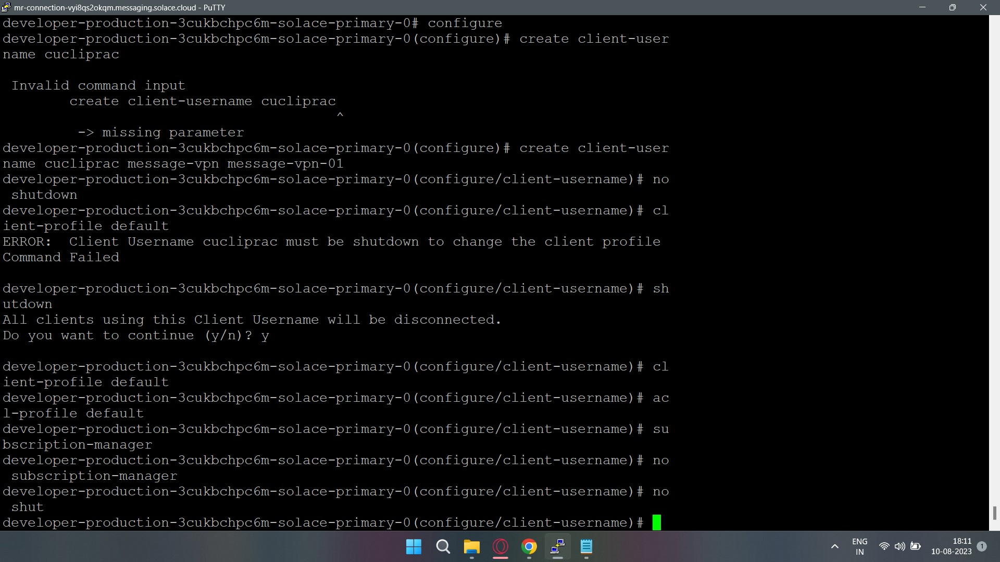 mr-connection-vyi8qs2okqm.messaging.solace.cloud - PuTTY
developer-production-3cukbchpc6m-solace-primary-0# configure
developer-production-3cukbchpc6m-solace-primary-0(configure)# create client-user
name cucliprac
Invalid command input
create client-username cucliprac
^
-> missing parameter
developer-production-3cukbchpc6m-solace-primary-0(configure)# create client-user
name cucliprac message-vpn message-vpn-01
developer-production-3cukbchpc6m-solace-primary-0(configure/client-username)# no
shutdown
developer-production-3cukbchpc6m-solace-primary-0(configure/client-username)# cl
ient-profile default
ERROR:  Client Username cucliprac must be shutdown to change the client profile
Command Failed
developer-production-3cukbchpc6m-solace-primary-0(configure/client-username)# sh
utdown
All clients using this Client Username will be disconnected.
Do you want to continue (y/n)? y
developer-production-3cukbchpc6m-solace-primary-0(configure/client-username)# cl
ient-profile default
developer-production-3cukbchpc6m-solace-primary-0(configure/client-username)# ac
l-profile default
developer-production-3cukbchpc6m-solace-primary-0(configure/client-username)# su
bscription-manager
developer-production-3cukbchpc6m-solace-primary-0(configure/client-username)# no
subscription-manager
developer-production-3cukbchpc6m-solace-primary-0(configure/client-username)# no
shut
developer-production-3cukbchpc6m-solace-primary-0(configure/client-username)#
ENG
IN
18:11
10-08-2023
1